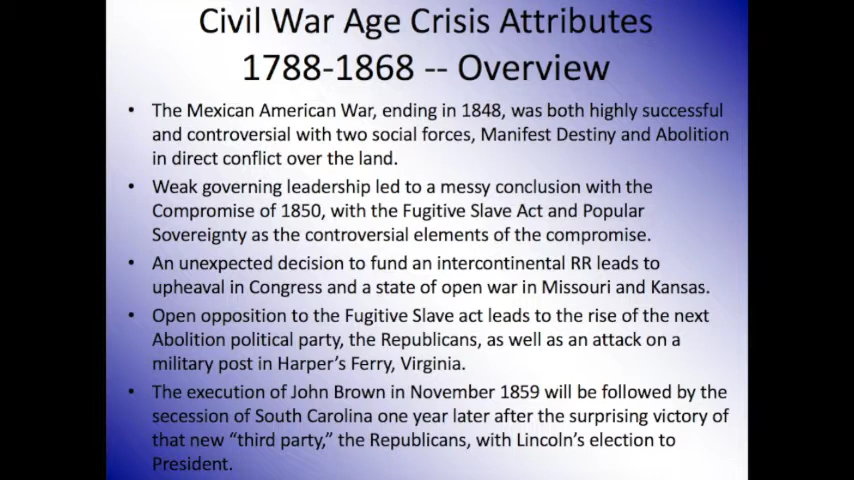 Civil War Age Crisis Attributes
1788-1868 -- Overview
• The Mexican American War, ending in 1848, was both highly successful
and controversial with two social forces, Manifest Destiny and Abolition
in direct conflict over the land.
• Weak governing leadership led to a messy conclusion with the
Compromise of 1850, with the Fugitive Slave Act and Popular
Sovereignty as the controversial elements of the compromise.
• An unexpected decision to fund an intercontinental RR leads to
upheaval in Congress and a state of open war in Missouri and Kansas.
• Open opposition to the Fugitive Slave act leads to the rise of the next
Abolition political party, the Republicans, as well as an attack on a
military post in Harper's Ferry, Virginia.
• The execution of John Brown in November 1859 will be followed by the
secession of South Carolina one year later after the surprising victory of
that new “third party,” the Republicans, with Lincoln's election to
President.